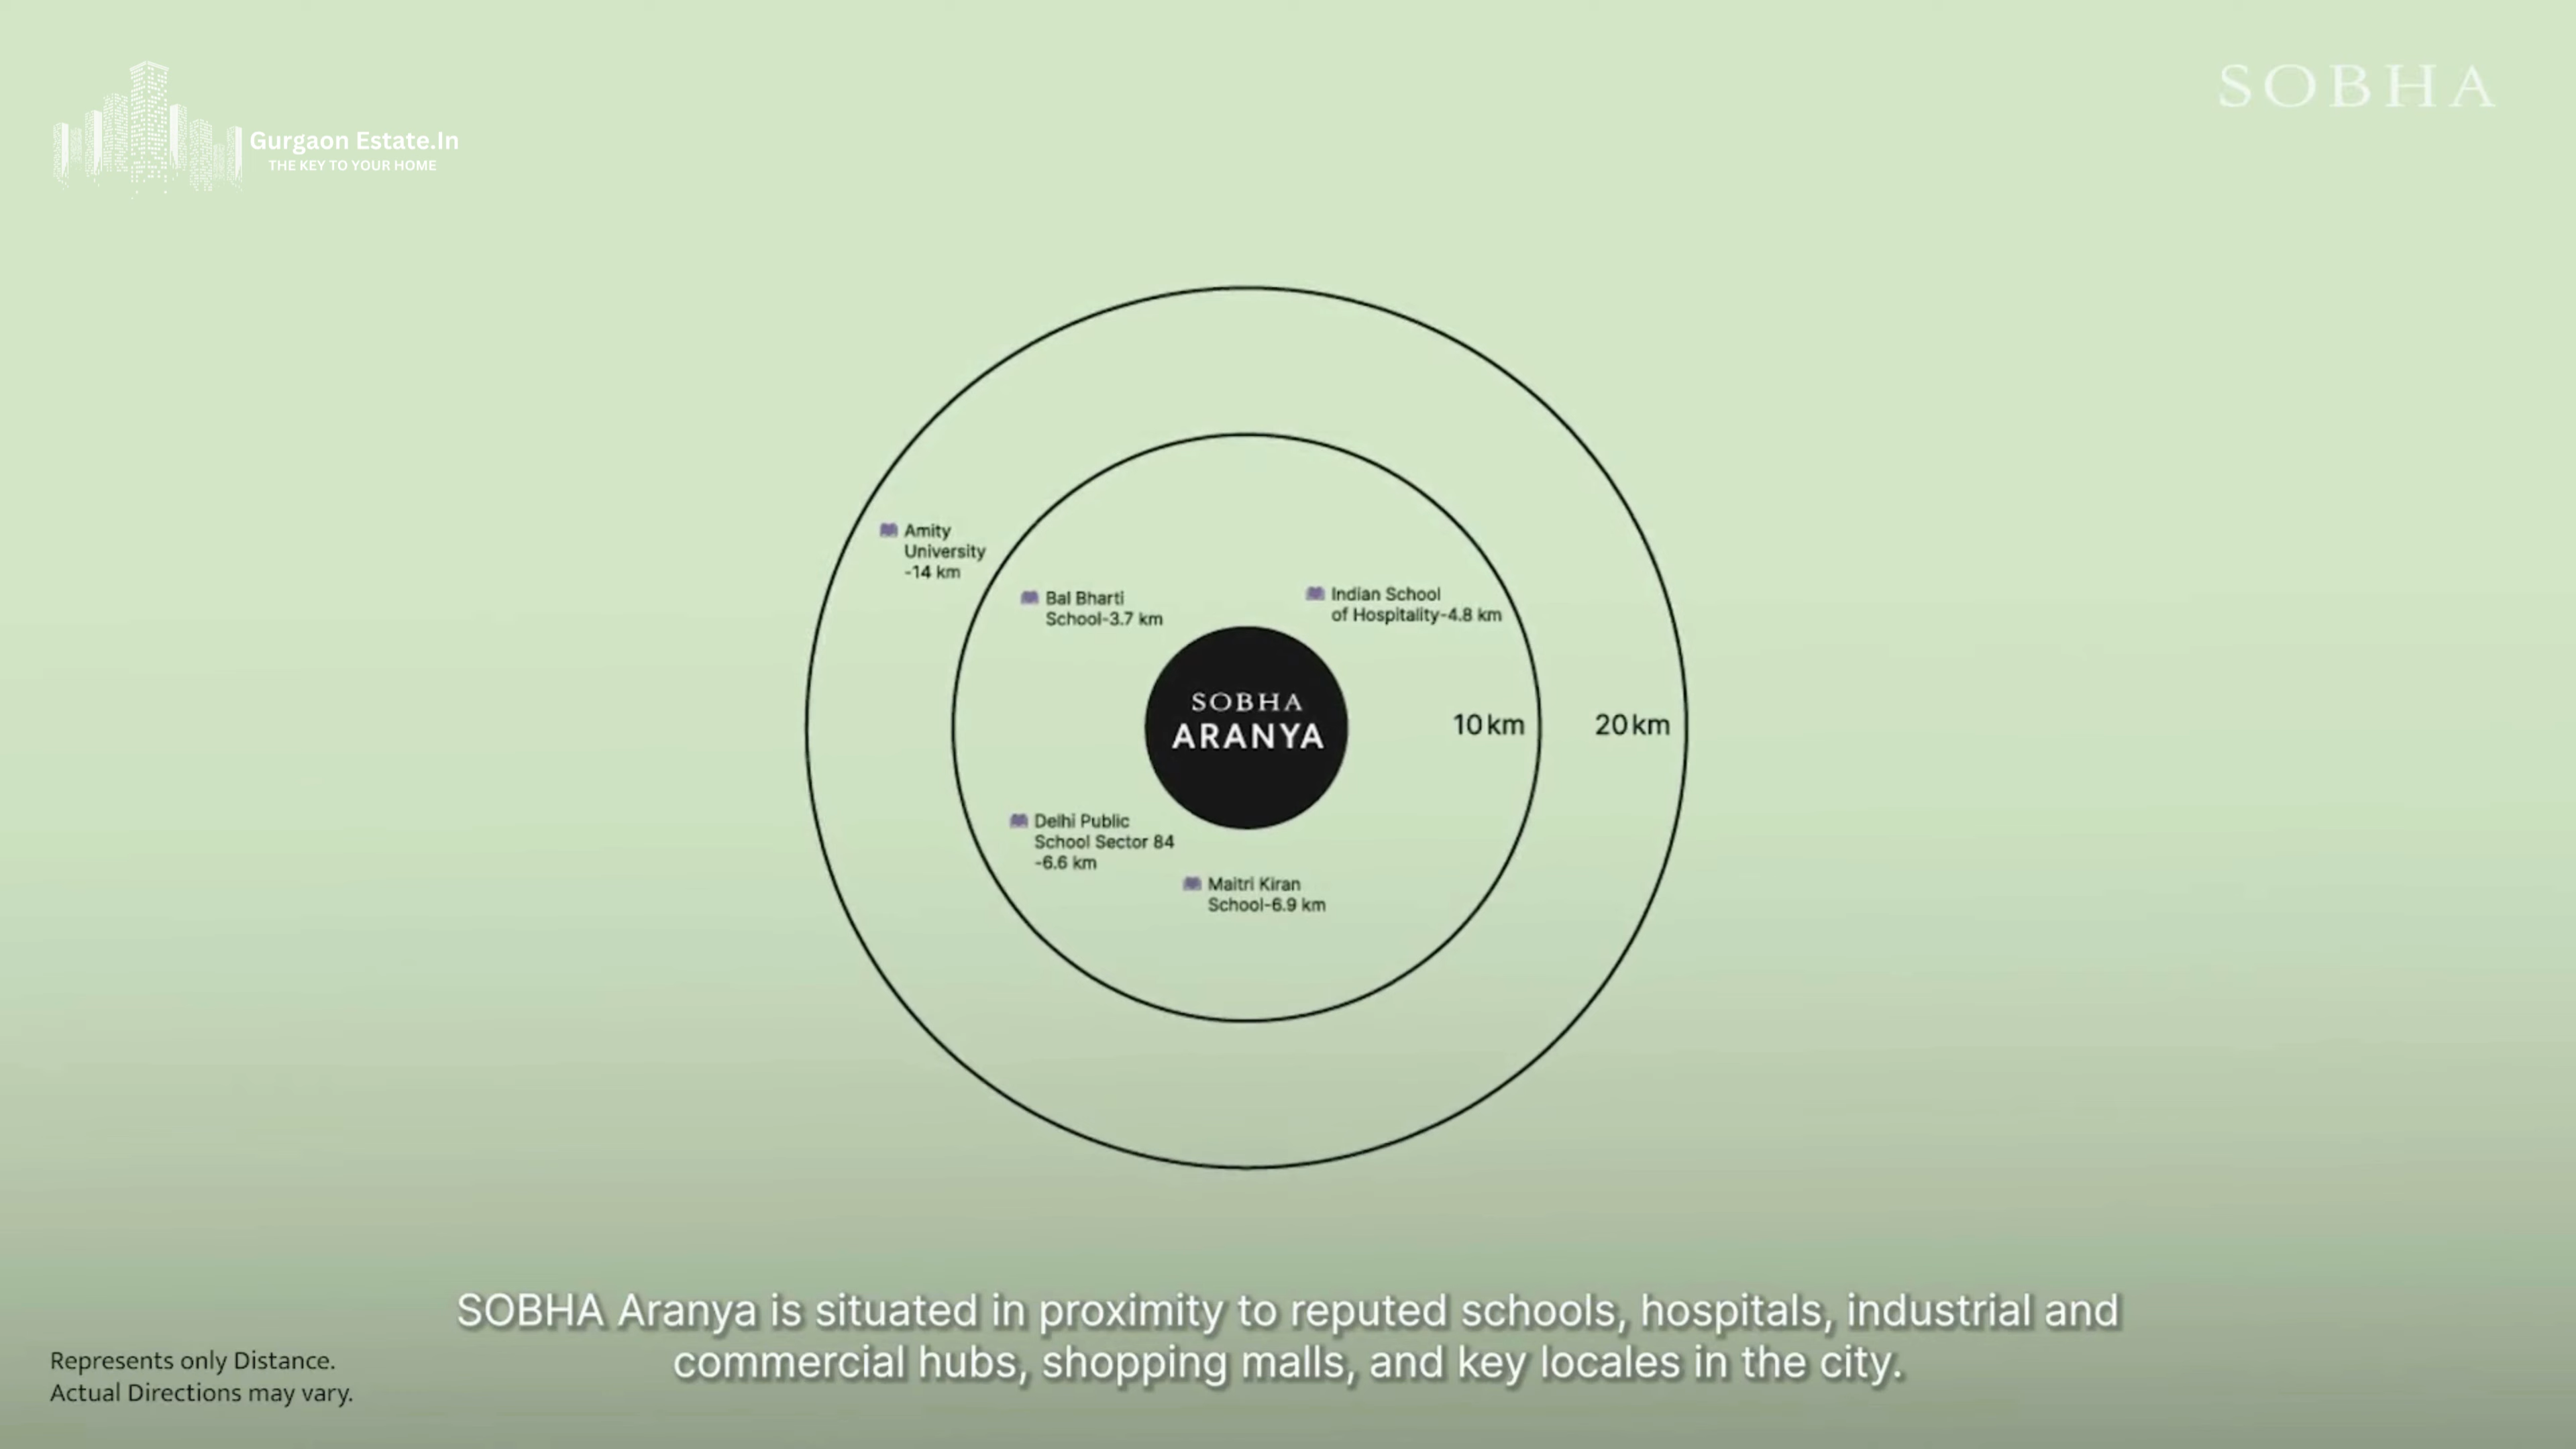 Gurgaon Estate.In
THE KEY TO YOUR HOME
SOBHA
Amity
University
-14 km
Bal Bharti
School-3.7 km
Indian School
of Hospitality-4.8 km
SOBHA
ARANYA
10 km
20 km
Delhi Public
School Sector 84
-6.6 km
Maitri Kiran
School-6.9 km
SOBHA Aranya is situated in proximity to reputed schools, hospitals, industrial and
commercial hubs, shopping malls, and key locales in the city.
Represents only Distance.
Actual Directions may vary.